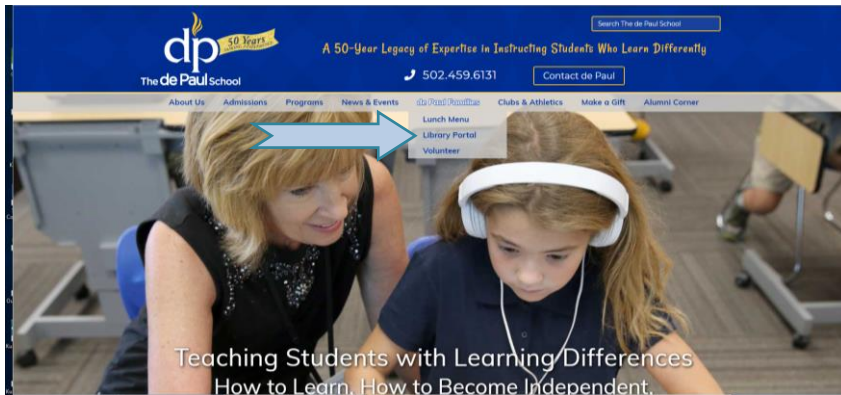 Search The de Paul School
dp
50 Years
The de Paul School
A 50-Year Legacy of Expertise in Instructing Students Who Learn Differently
502.459.6131
Contact de Paul
About Us Admissions Programs News & Events de Paul Families Clubs & Athletics Make a Gift Alumni Corner
Lunch Menu
Library Portal
Volunteer
Teaching Students with Learning Differences
How to Learn, How to Become Independent,